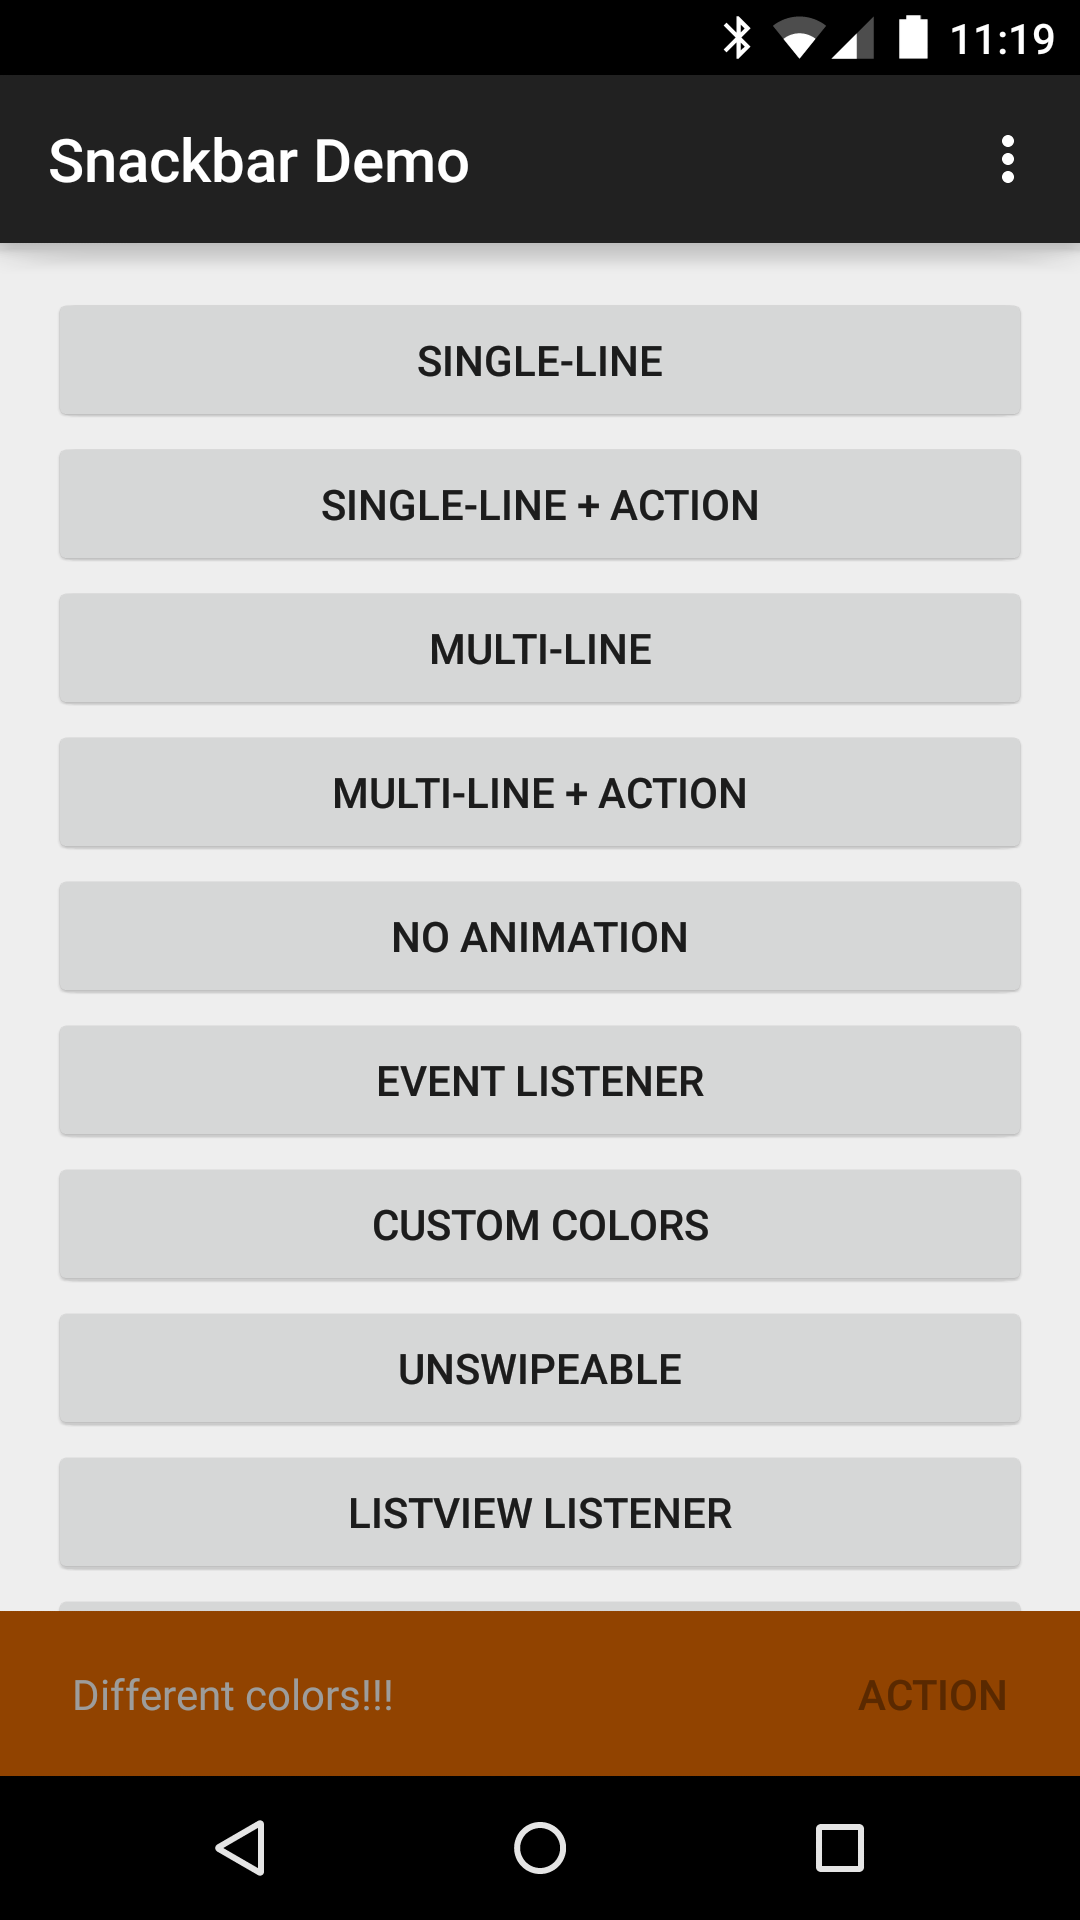 11:19
Snackbar Demo
SINGLE-LINE
SINGLE-LINE + ACTION
MULTI-LINE
MULTI-LINE + ACTION
NO ANIMATION
EVENT LISTENER
CUSTOM COLORS
UNSWIPEABLE
LISTVIEW LISTENER
Different colors!!! ACTION